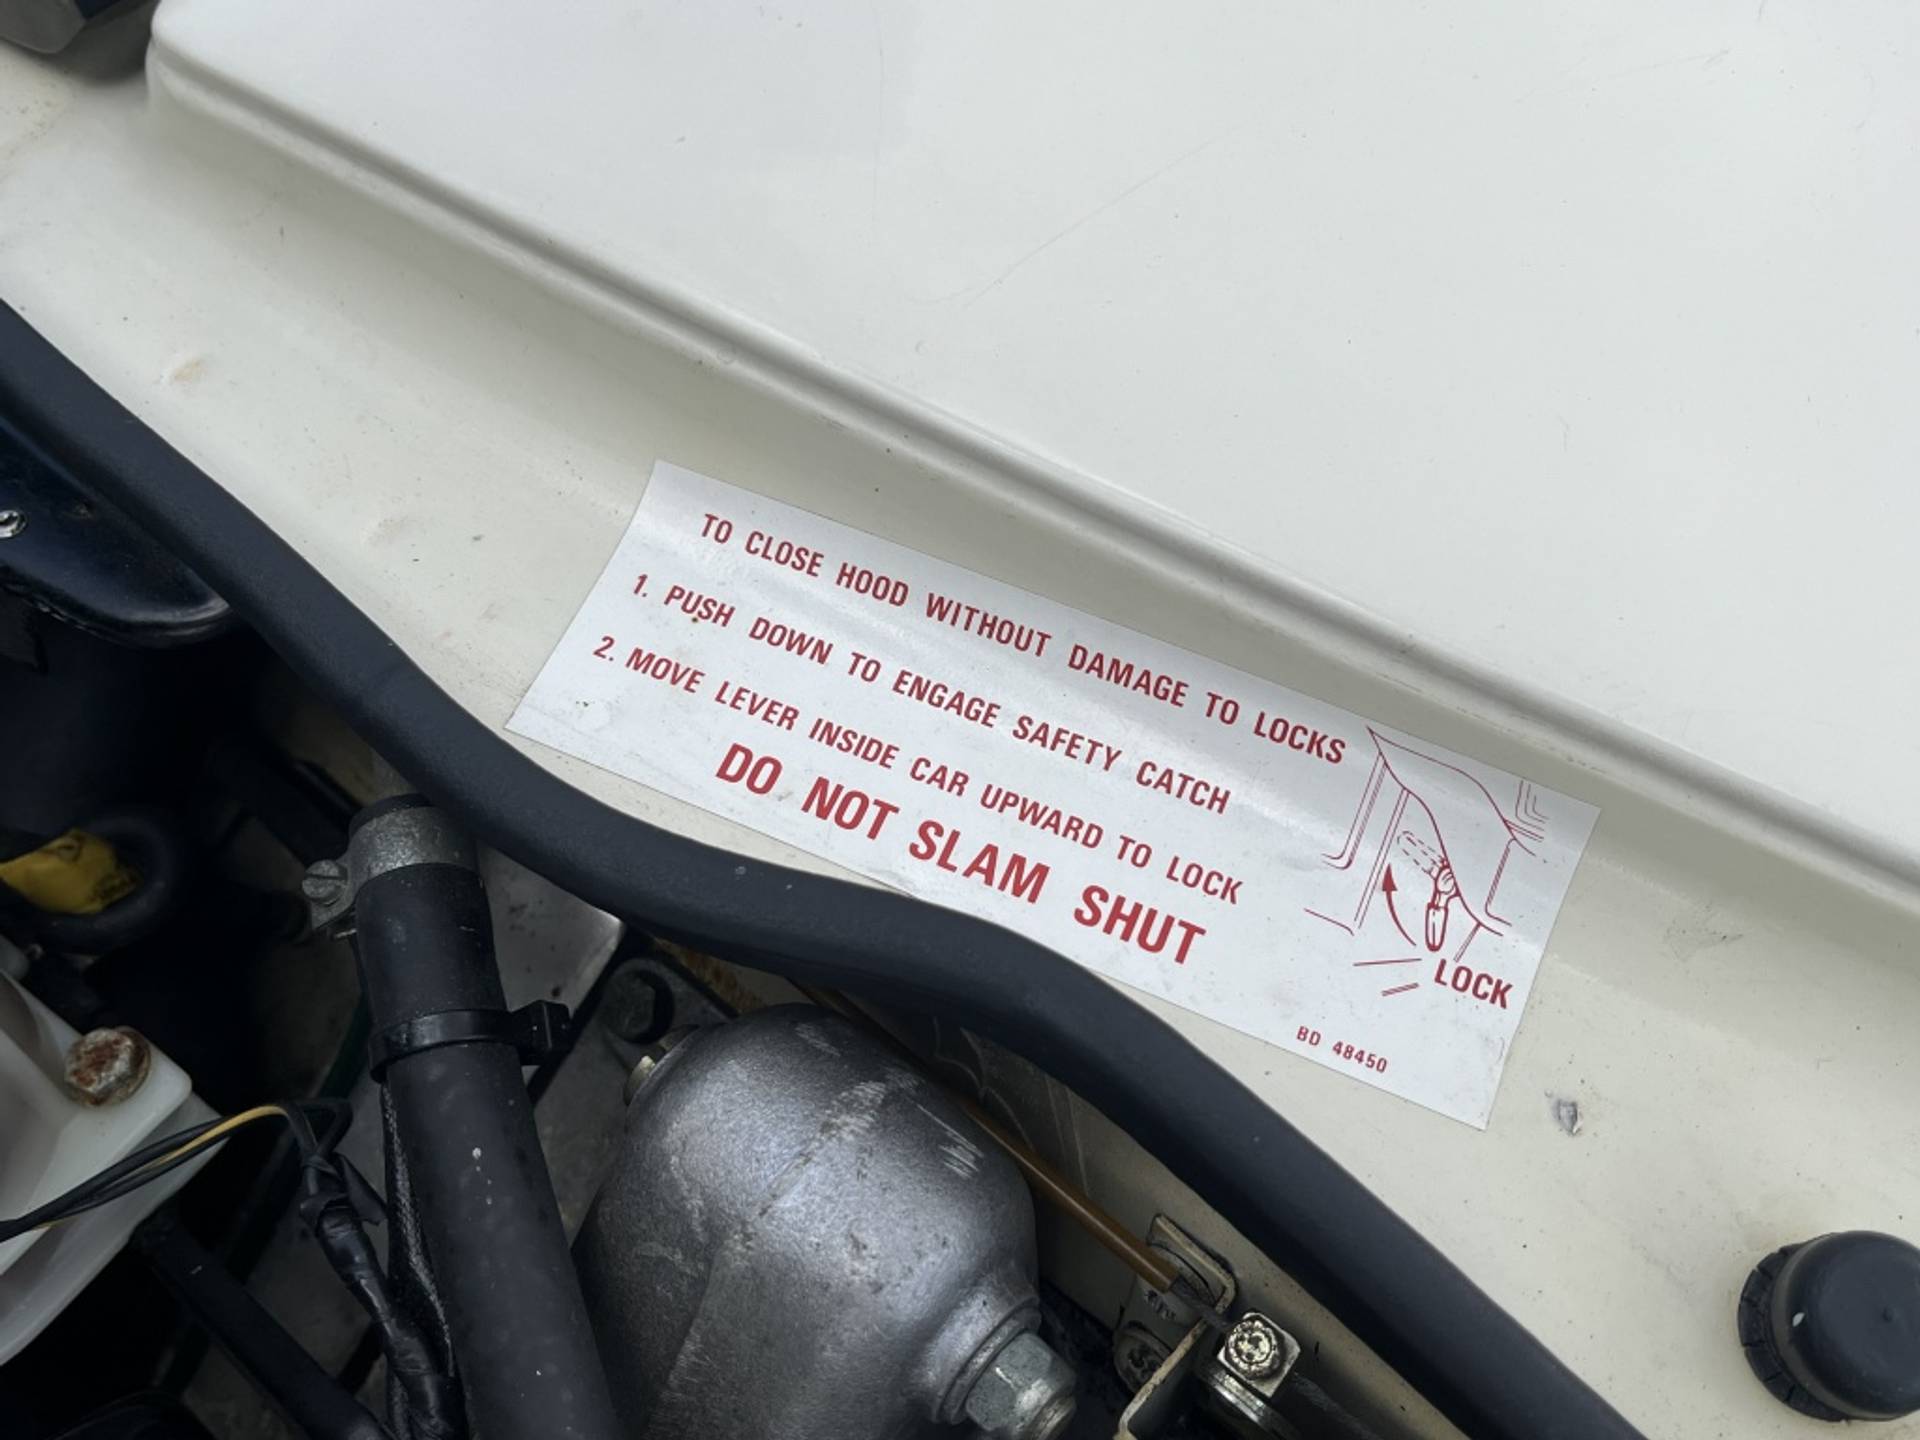 TO CLOSE HOOD WITHOUT DAMAGE TO LOCKS
1. PUSH DOWN TO ENGAGE SAFETY CATCH
2. MOVE LEVER INSIDE CAR UPWARD TO LOCK
DO NOT SLAM SHUT
LOCK
BD 48450